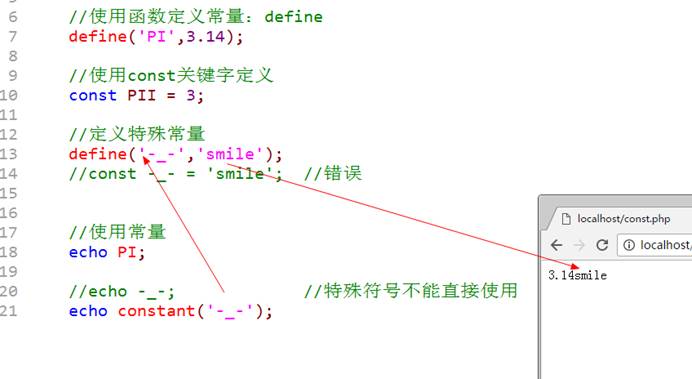 5
6 //使用函数定义常量：define
7 define('PI',3.14);
8
9 //使用const关键字定义
10 const PII = 3;
11
12 //定义特殊常量
13 define('-_-','smile');
14 //const -_- = 'smile'; //错误
15
16
17 //使用常量
18 echo PI;
19
20 //echo -_-; //特殊符号不能直接使用
21 echo constant('-_-');
localhost/const.php
localhost/
3.14smile